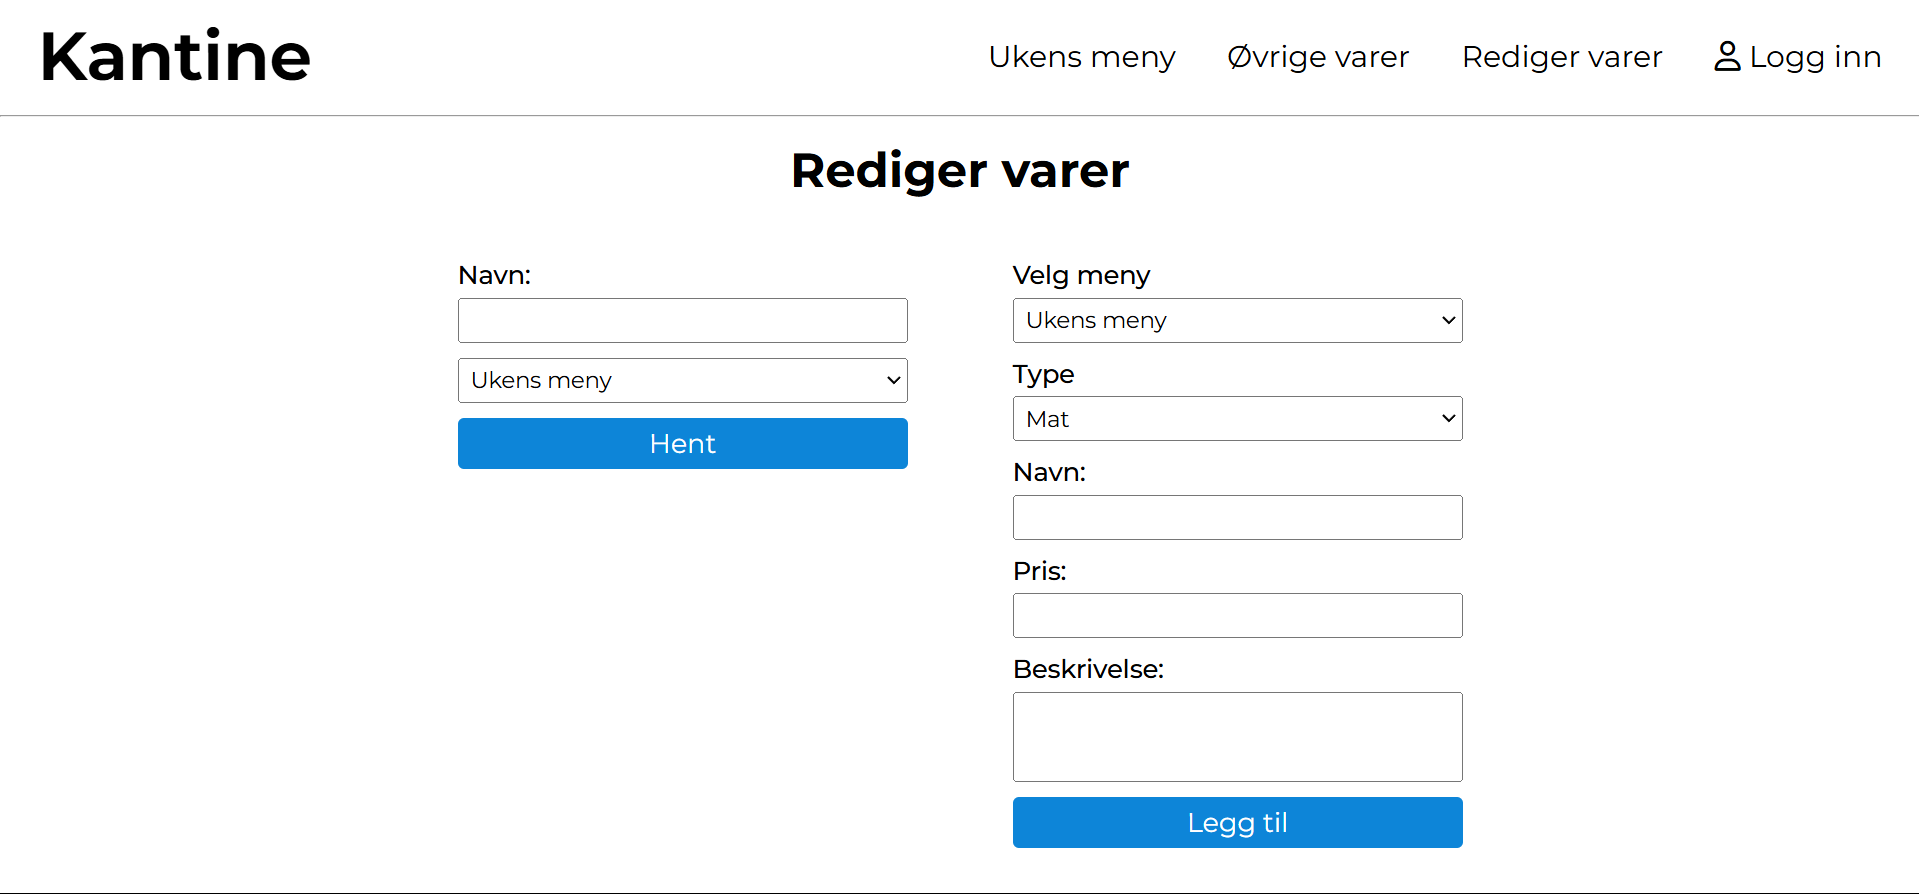 Kantine
Ukens meny
Øvrige varer
Rediger varer
Logg inn
Rediger varer
Navn:
Ukens meny
Hent
Velg meny
Ukens meny
Type
Mat
Navn:
Pris:
Beskrivelse:
Legg til